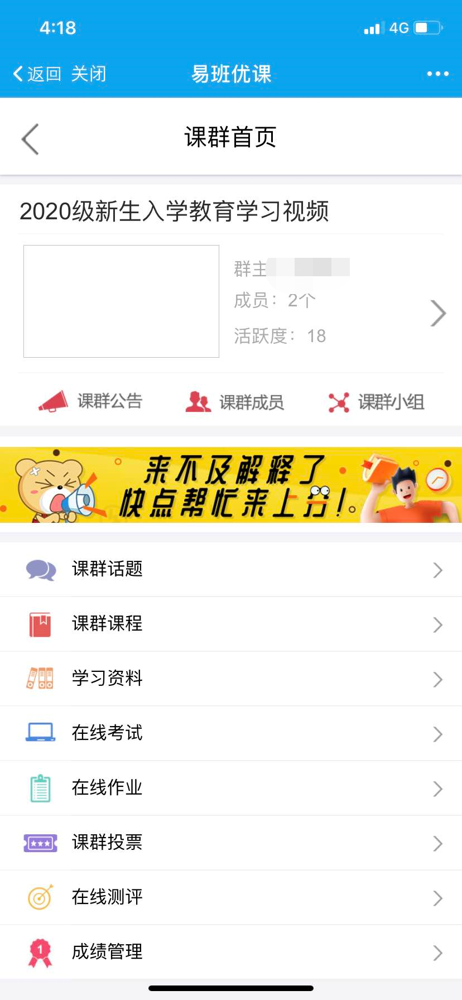 4:18
4G
返回 关闭
易班优课
课群首页
2020级新生入学教育学习视频
群主
成员：2个
活跃度：18
课群公告
课群成员
课群小组
来不及解释了
快点帮忙来上分！
课群话题
课群课程
学习资料
在线考试
在线作业
课群投票
在线测评
1
成绩管理